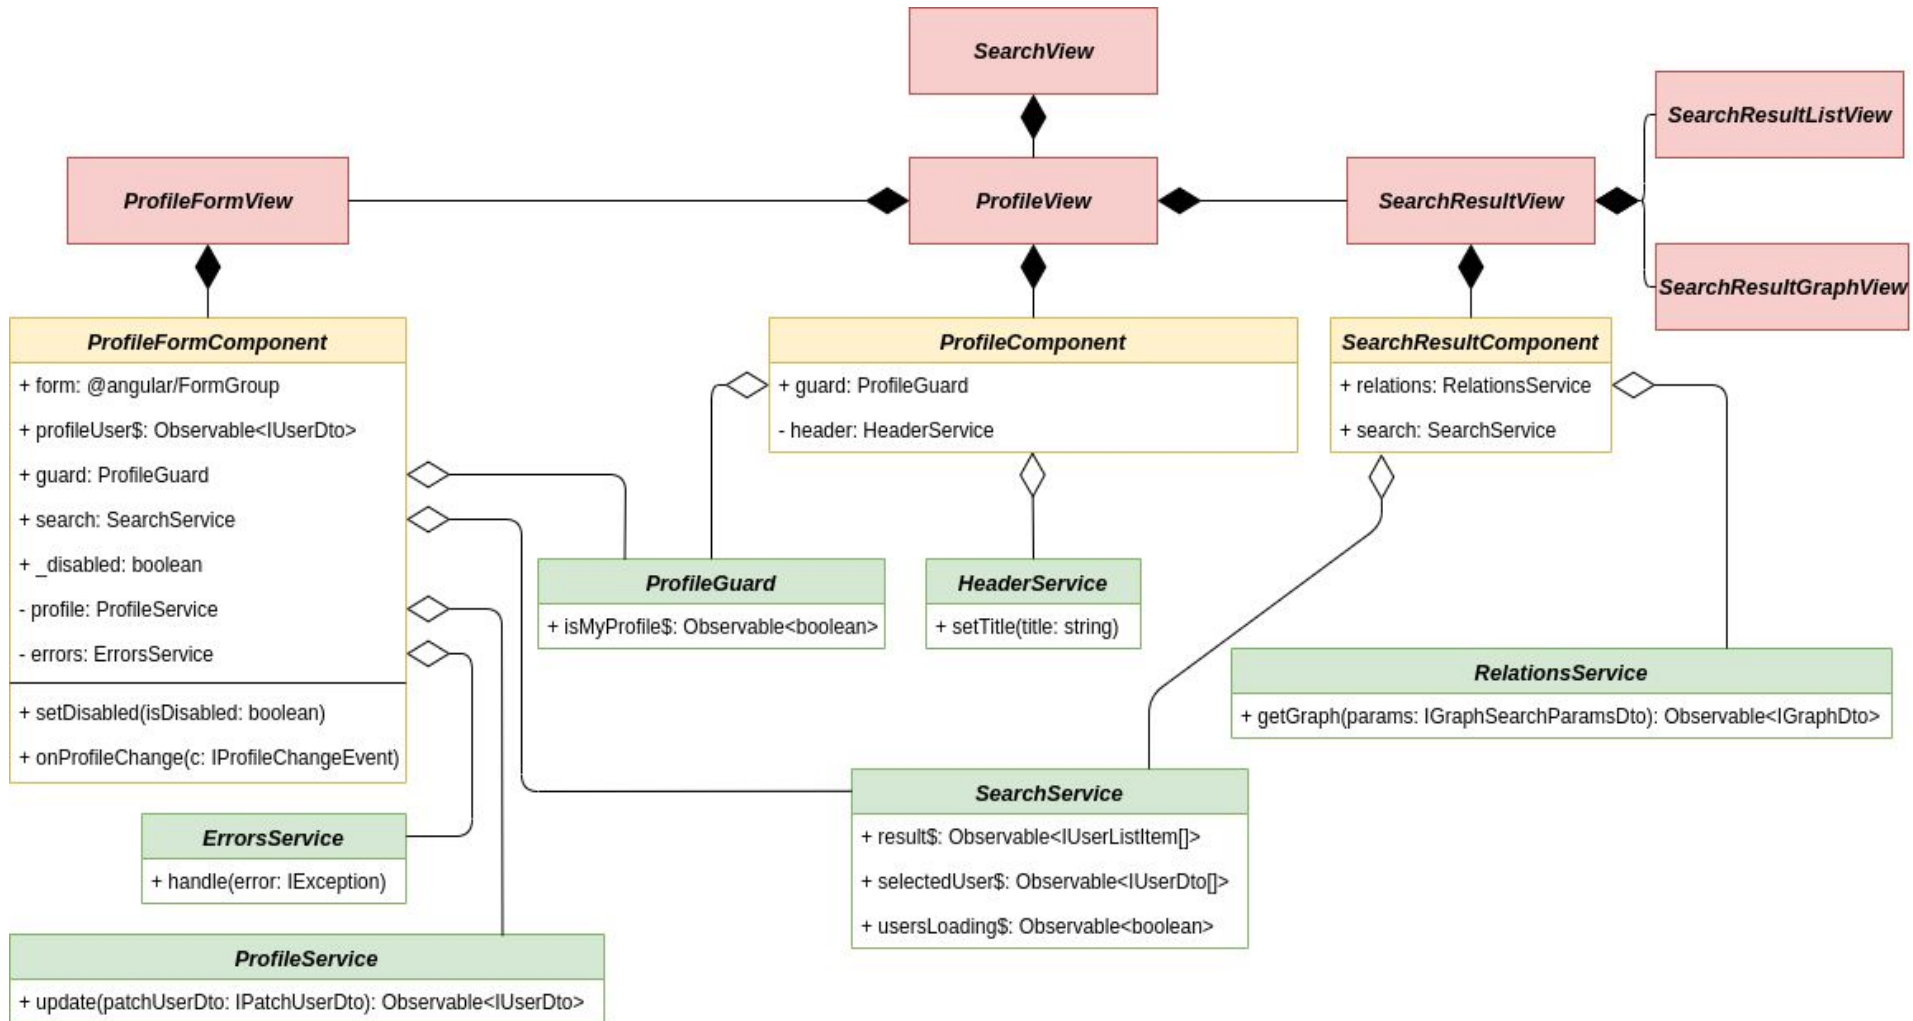 SearchView
SearchResultListView
ProfileFormView
ProfileView
SearchResultView
SearchResultGraphView
ProfileFormComponent
+ form: @angular/FormGroup
+ profileUser$: Observable<IUserDto>
+ guard: ProfileGuard
+ search: SearchService
+ _disabled: boolean
- profile: ProfileService
- errors: ErrorsService
+ setDisabled(isDisabled: boolean)
+ onProfileChange(c: IProfileChangeEvent)
ProfileComponent
+ guard: ProfileGuard
- header: HeaderService
SearchResultComponent
+ relations: RelationsService
+ search: SearchService
ProfileGuard
+ isMyProfile$: Observable<boolean>
HeaderService
+ setTitle(title: string)
RelationsService
+ getGraph(params: IGraphSearchParamsDto): Observable<IGraphDto>
SearchService
+ result$: Observable<IUserListItem[]>
+ selectedUser$: Observable<IUserDto[]>
+ usersLoading$: Observable<boolean>
ErrorsService
+ handle(error: IException)
ProfileService
+ update(patchUserDto: IPatchUserDto): Observable<IUserDto>